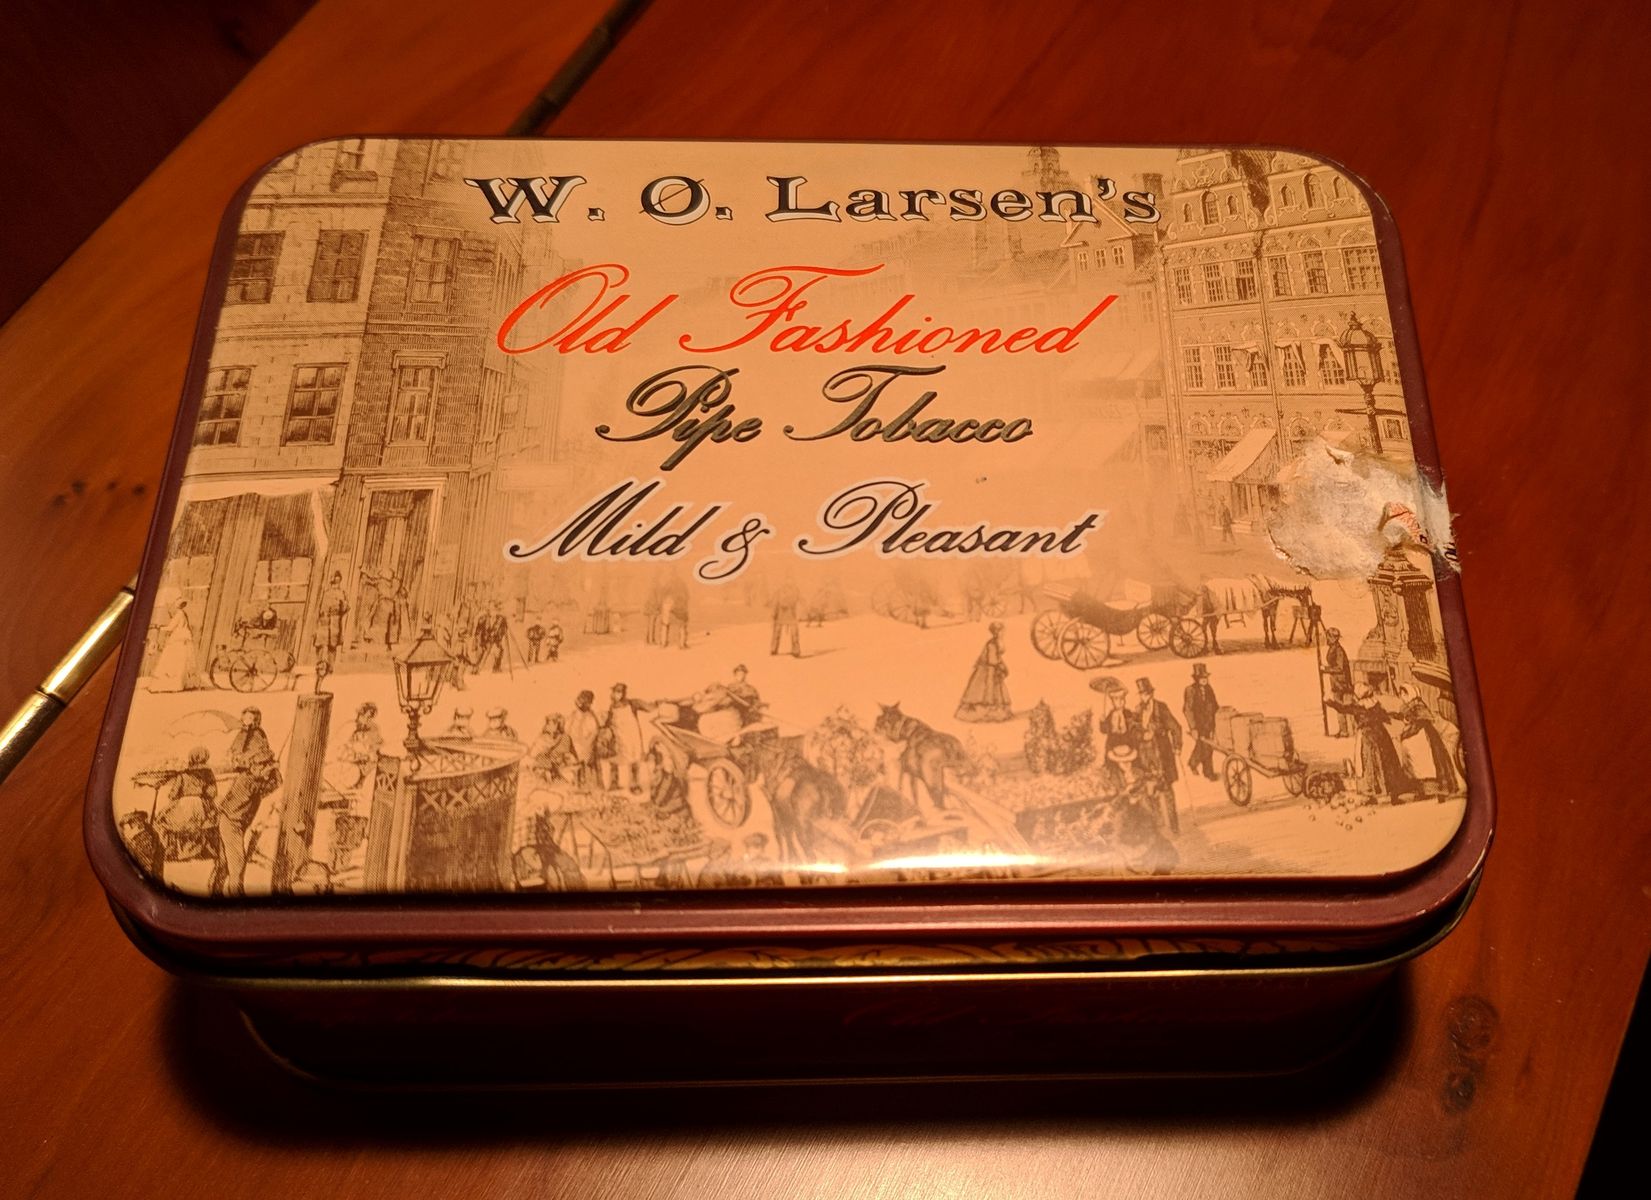 W. Ø. Larsen's
Old Fashioned
Pipe Tobacco
Mild & Pleasant